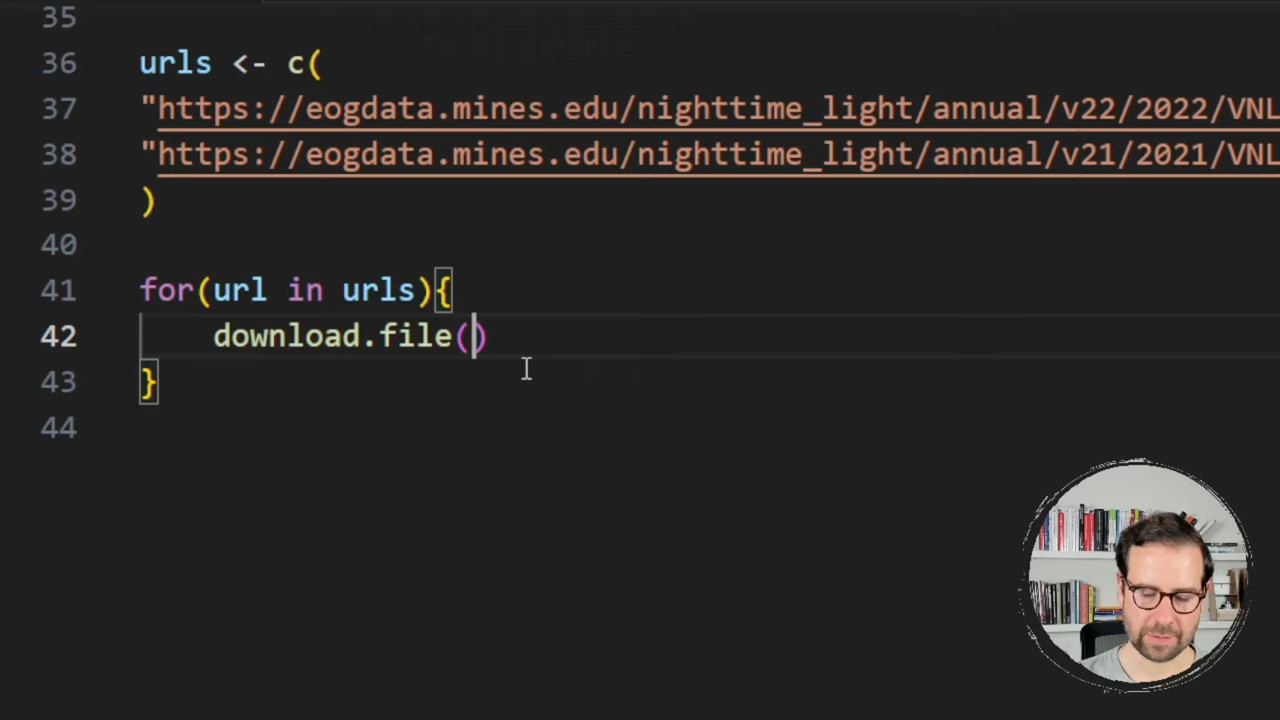 35
36 urls <- c(
37 "https://eogdata.mines.edu/nighttime_light/annual/v22/2022/VNL
38 "https://eogdata.mines.edu/nighttime_light/annual/v21/2021/VNL
39 )
40
41 for(url in urls){
42 download.file()
43 }
44